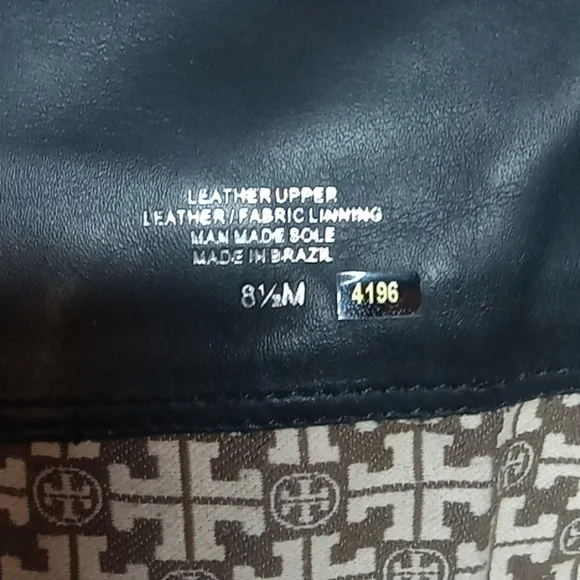 LEATHER UPPER
LEATHER / FABRIC LINNING
MAN MADE SOLE
MADE IN BRAZIL
8½M 4196